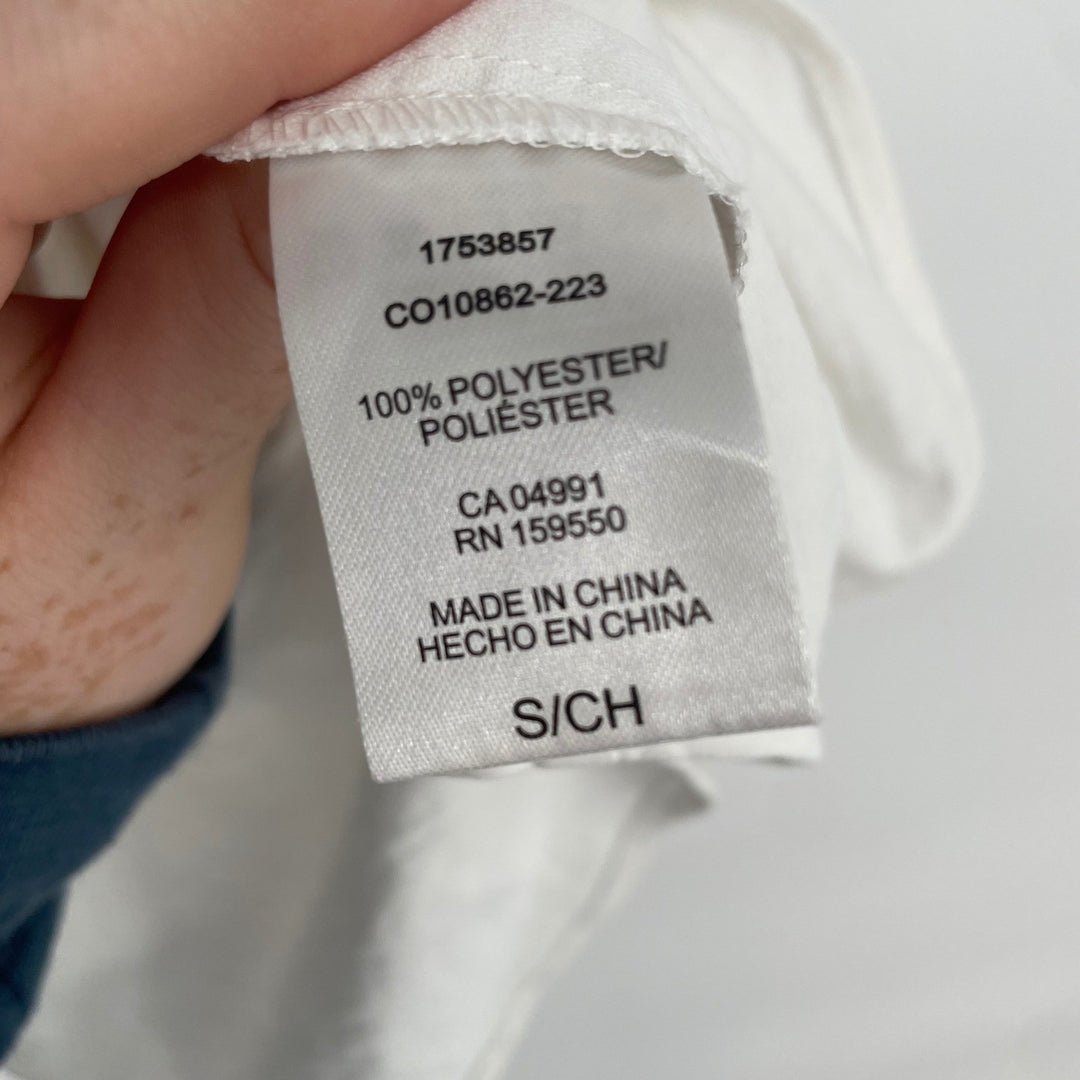 1753857
CO10862-223
100% POLYESTER/
POLIÉSTER
CA 04991
RN 159550
MADE IN CHINA
HECHO EN CHINA
S/CH